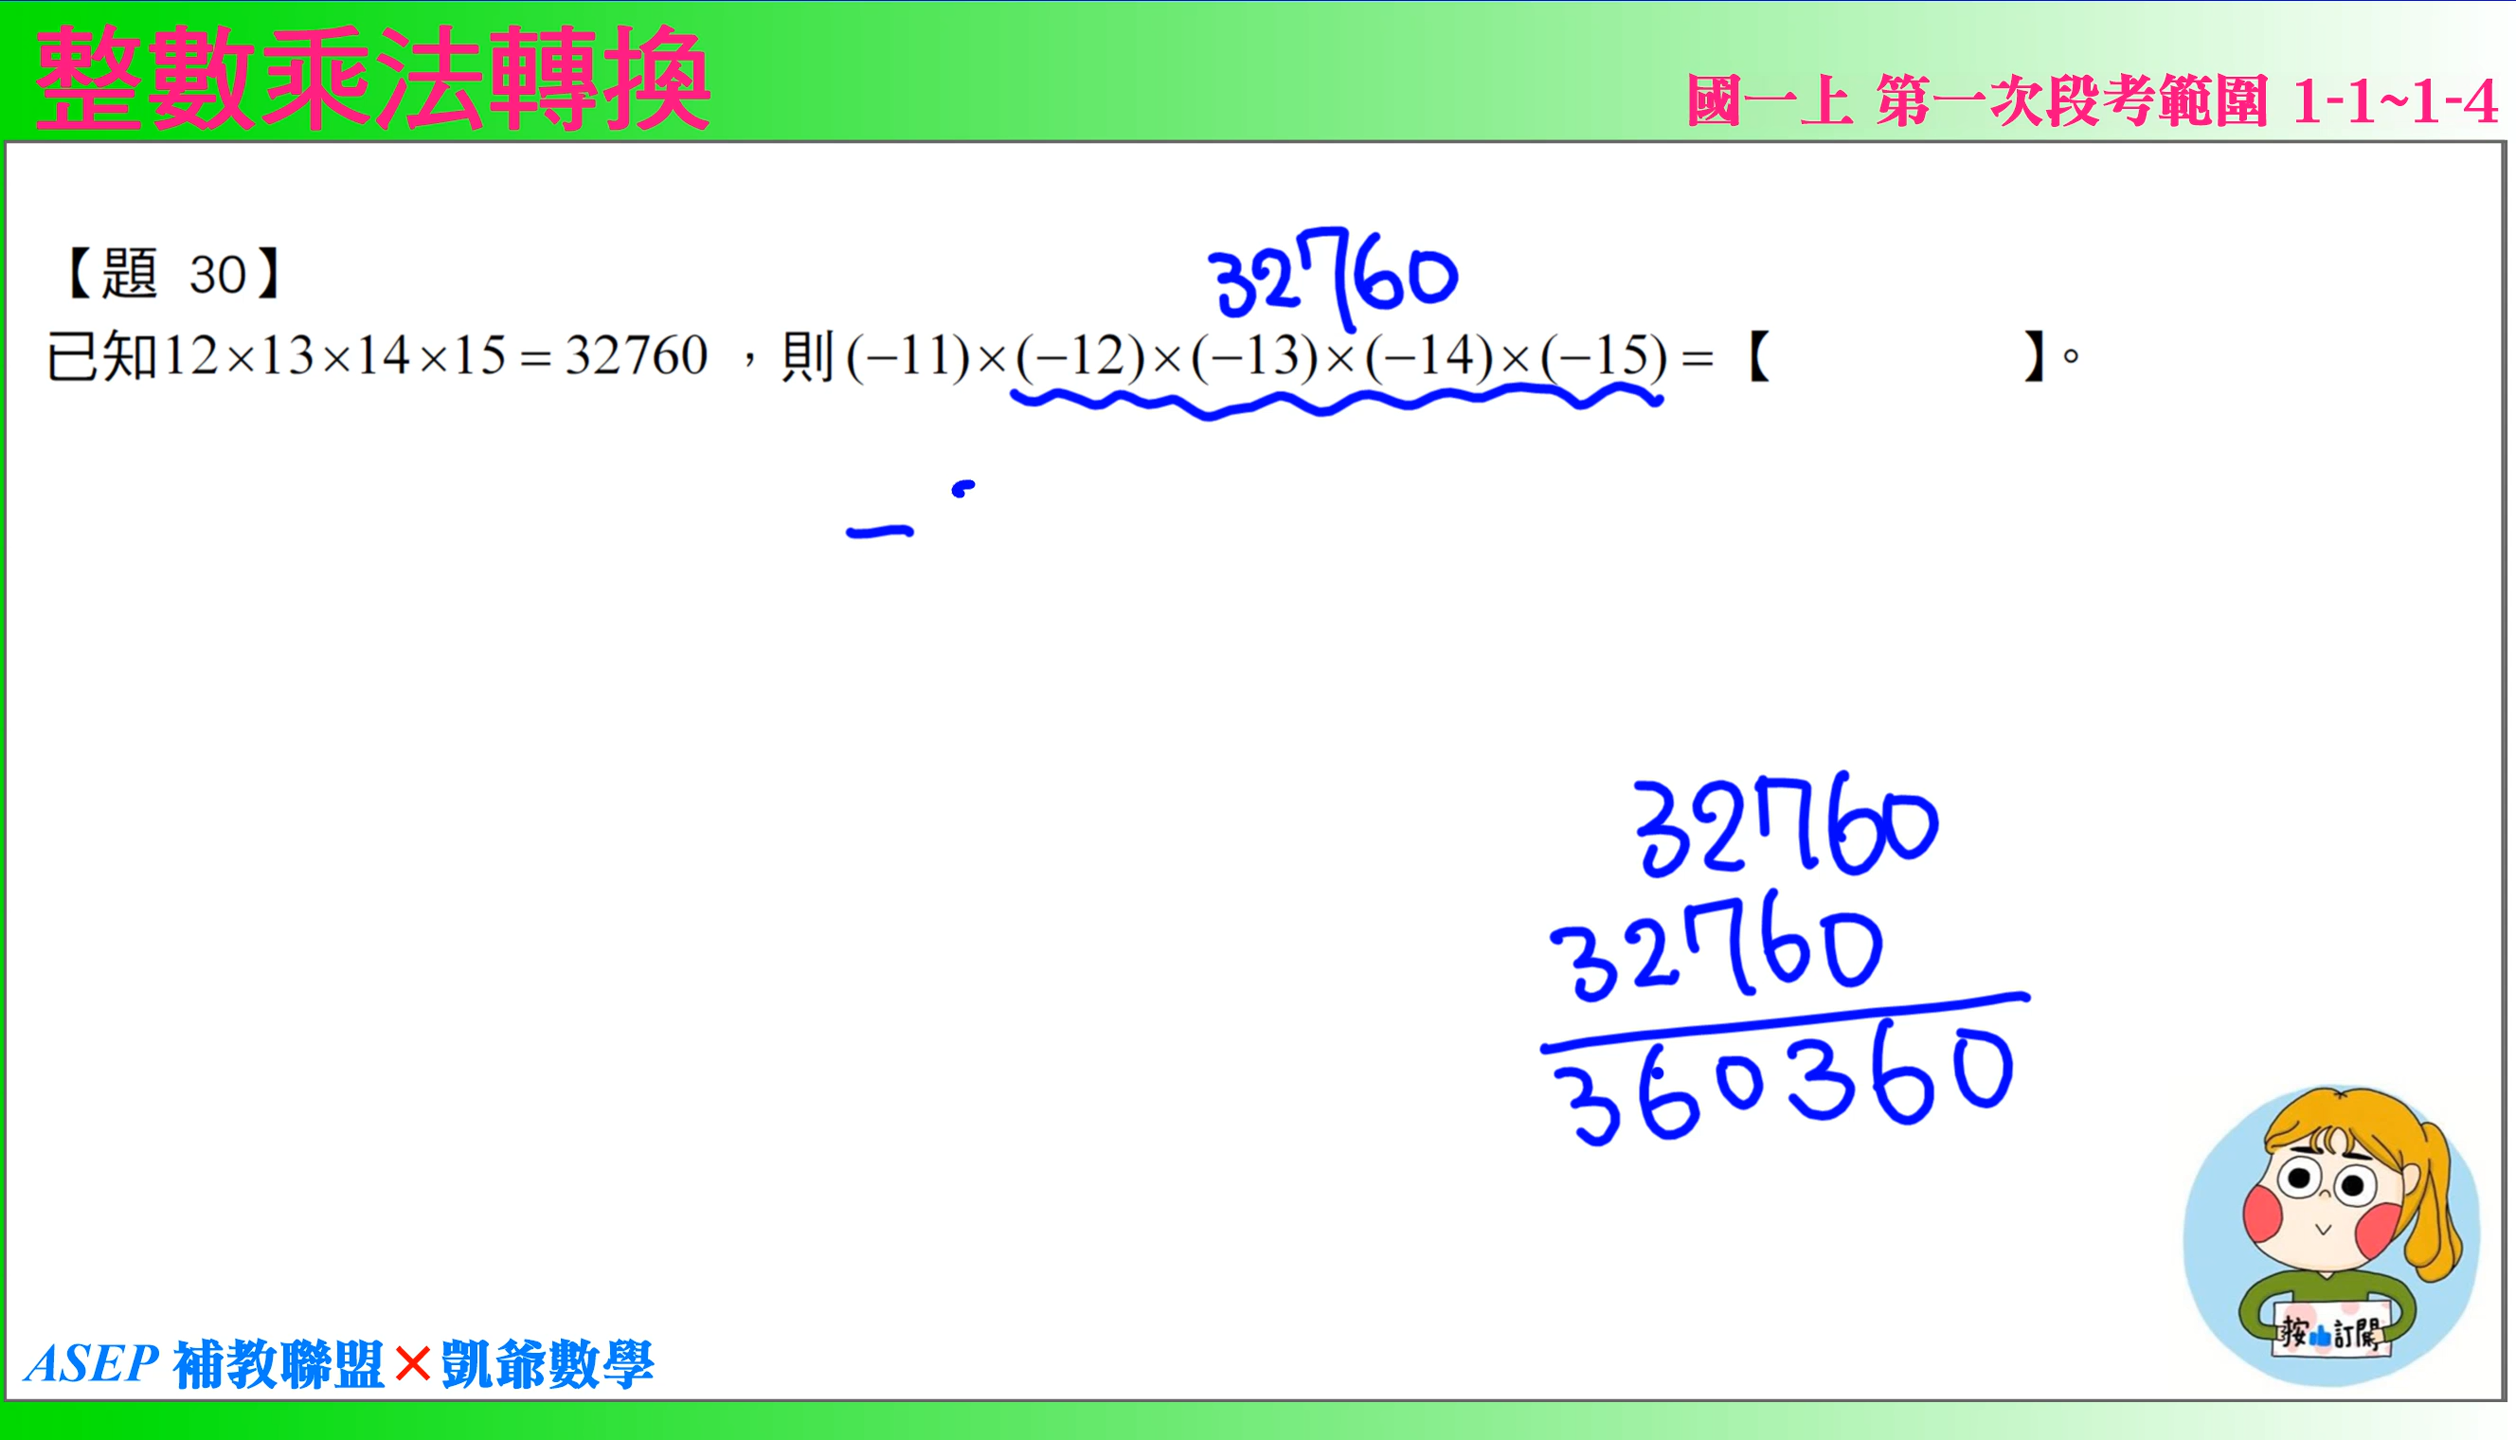 整數乘法轉換
國一上 第一次段考範圍 1-1~1-4
【題 30】
32760
已知12×13×14×15=32760,則(−11)×(−12)×(−13)×(−14)×(−15)=【 】。
−
32760
32760
360360
按訂閱
ASEP 補教聯盟×凱爺數學